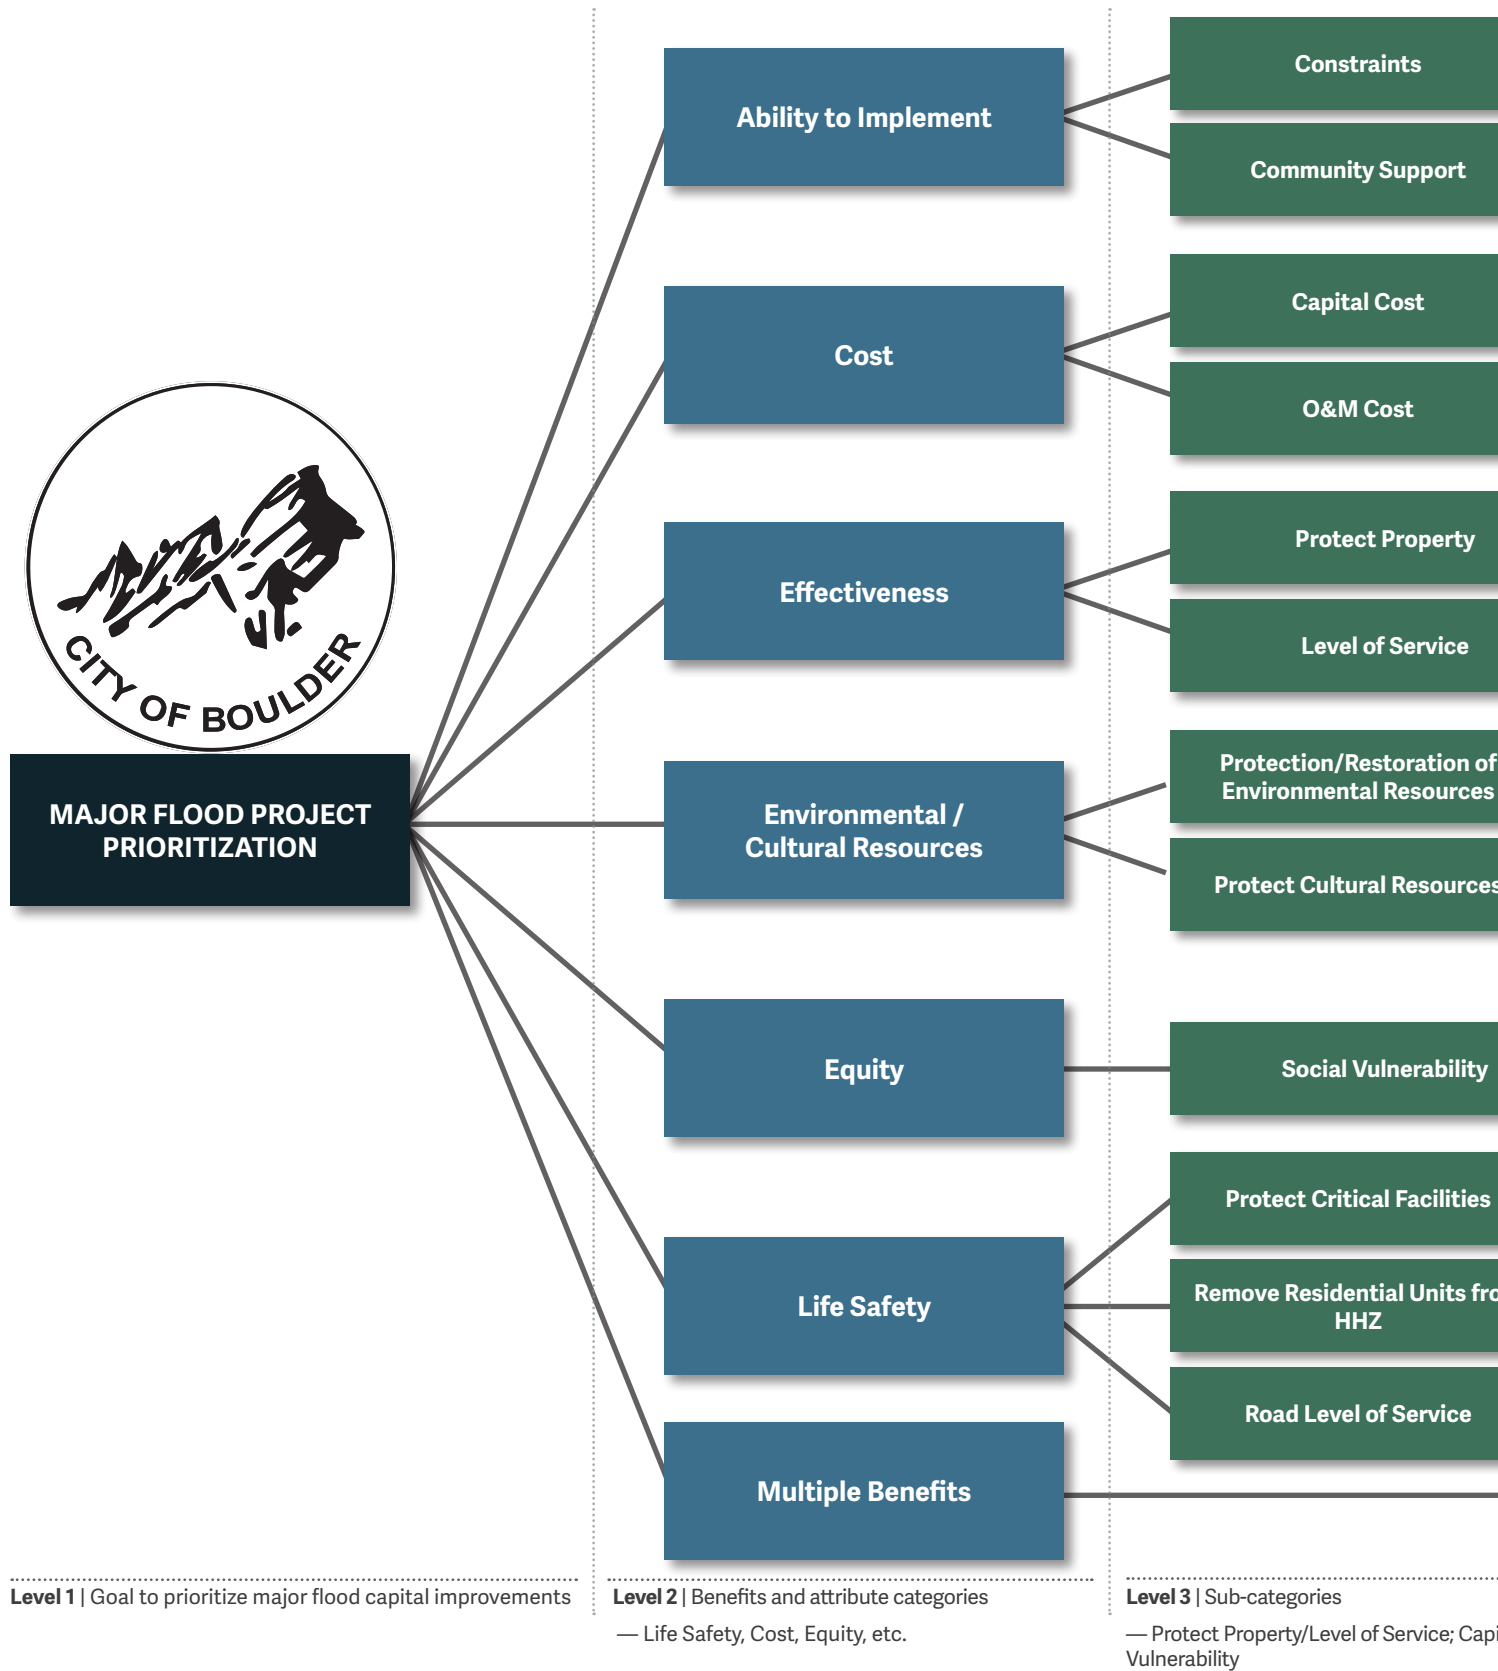 Constraints
Ability to Implement
Community Support
Capital Cost
Cost
O&M Cost
Protect Property
Effectiveness
Level of Service
CITY OF BOULDER
MAJOR FLOOD PROJECT
PRIORITIZATION
Protection/Restoration of
Environmental Resources
Environmental /
Cultural Resources
Protect Cultural Resources
Equity
Social Vulnerability
Protect Critical Facilities
Life Safety
Remove Residential Units
HHZ
Road Level of Service
Multiple Benefits
Level 1 | Goal to prioritize major flood capital improvements
Level 2 | Benefits and attribute categories
— Life Safety, Cost, Equity, etc.
Level 3 | Sub-categories
— Protect Property/Level of Service;
Vulnerability